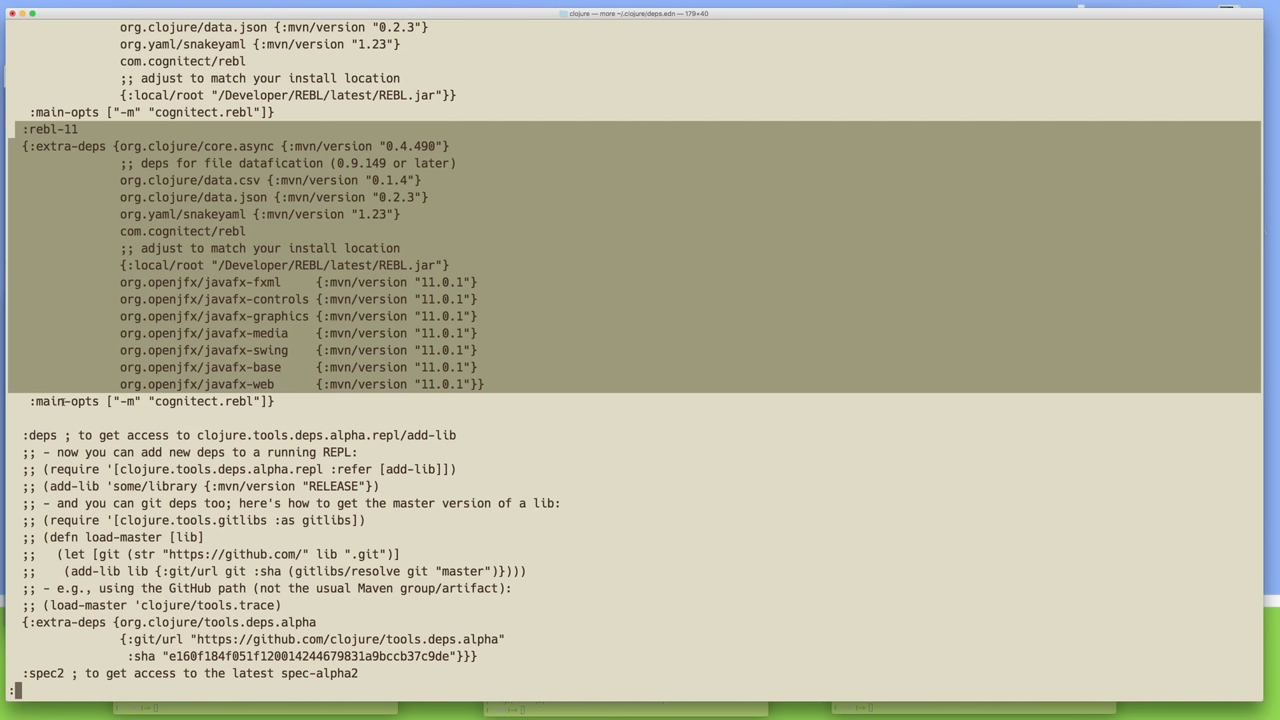 clojure — more ~/.clojure/deps.edn — 179×40
org.clojure/data.json {:mvn/version "0.2.3"}
org.yaml/snakeyaml {:mvn/version "1.23"}
com.cognitect/rebl
;; adjust to match your install location
{:local/root "/Developer/REBL/latest/REBL.jar"}}
:main-opts ["-m" "cognitect.rebl"]}
:rebl-11
{:extra-deps {org.clojure/core.async {:mvn/version "0.4.490"}
;; deps for file datafication (0.9.149 or later)
org.clojure/data.csv {:mvn/version "0.1.4"}
org.clojure/data.json {:mvn/version "0.2.3"}
org.yaml/snakeyaml {:mvn/version "1.23"}
com.cognitect/rebl
;; adjust to match your install location
{:local/root "/Developer/REBL/latest/REBL.jar"}
org.openjfx/javafx-fxml     {:mvn/version "11.0.1"}
org.openjfx/javafx-controls {:mvn/version "11.0.1"}
org.openjfx/javafx-graphics {:mvn/version "11.0.1"}
org.openjfx/javafx-media    {:mvn/version "11.0.1"}
org.openjfx/javafx-swing    {:mvn/version "11.0.1"}
org.openjfx/javafx-base     {:mvn/version "11.0.1"}
org.openjfx/javafx-web      {:mvn/version "11.0.1"}}
:main-opts ["-m" "cognitect.rebl"]}
:deps ; to get access to clojure.tools.deps.alpha.repl/add-lib
;; - now you can add new deps to a running REPL:
;; (require '[clojure.tools.deps.alpha.repl :refer [add-lib]])
;; (add-lib 'some/library {:mvn/version "RELEASE"})
;; - and you can git deps too; here's how to get the master version of a lib:
;; (require '[clojure.tools.gitlibs :as gitlibs])
;; (defn load-master [lib]
;;   (let [git (str "https://github.com/" lib ".git")]
;;    (add-lib lib {:git/url git :sha (gitlibs/resolve git "master")})))
;; - e.g., using the GitHub path (not the usual Maven group/artifact):
;; (load-master 'clojure/tools.trace)
{:extra-deps {org.clojure/tools.deps.alpha
{:git/url "https://github.com/clojure/tools.deps.alpha"
:sha "e160f184f051f120014244679831a9bccb37c9de"}}}
:spec2 ; to get access to the latest spec-alpha2
: